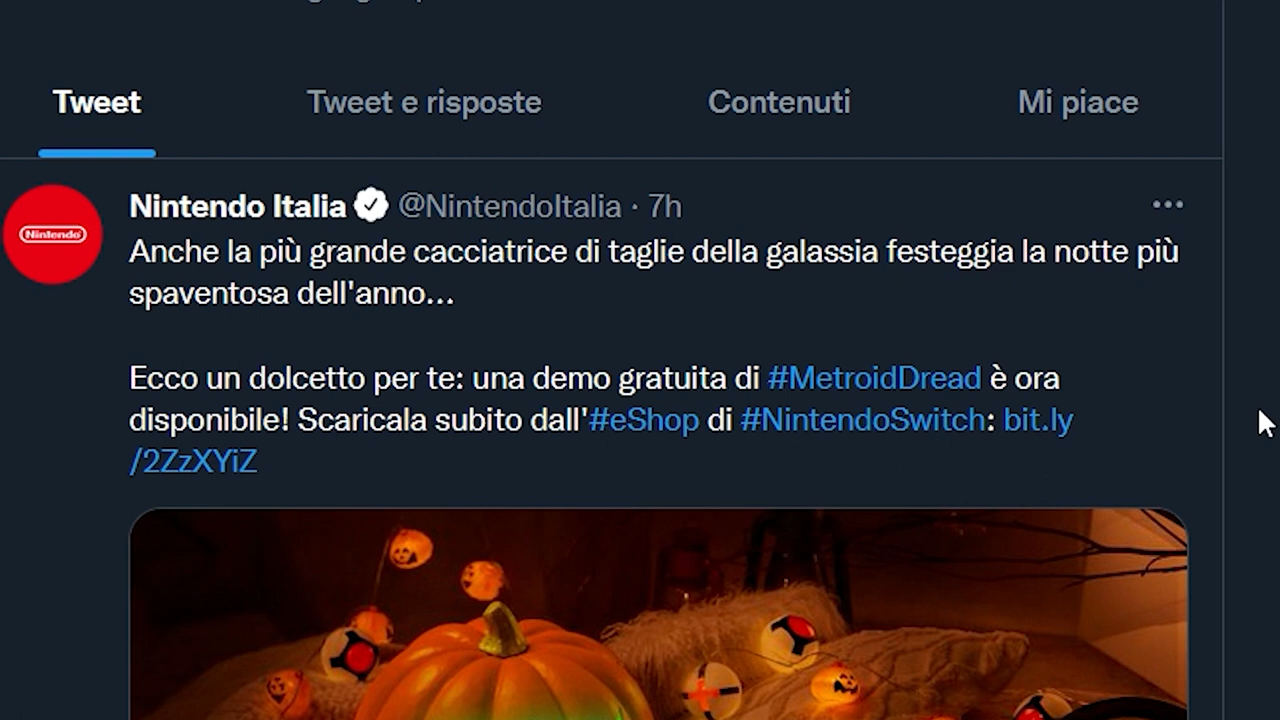 Tweet
Tweet e risposte
Contenuti
Mi piace
Nintendo
Nintendo Italia @NintendoItalia · 7h
Anche la più grande cacciatrice di taglie della galassia festeggia la notte più
spaventosa dell'anno...
Ecco un dolcetto per te: una demo gratuita di #MetroidDread è ora
disponibile! Scaricala subito dall'#eShop di #NintendoSwitch: bit.ly
/2ZzXYiZ